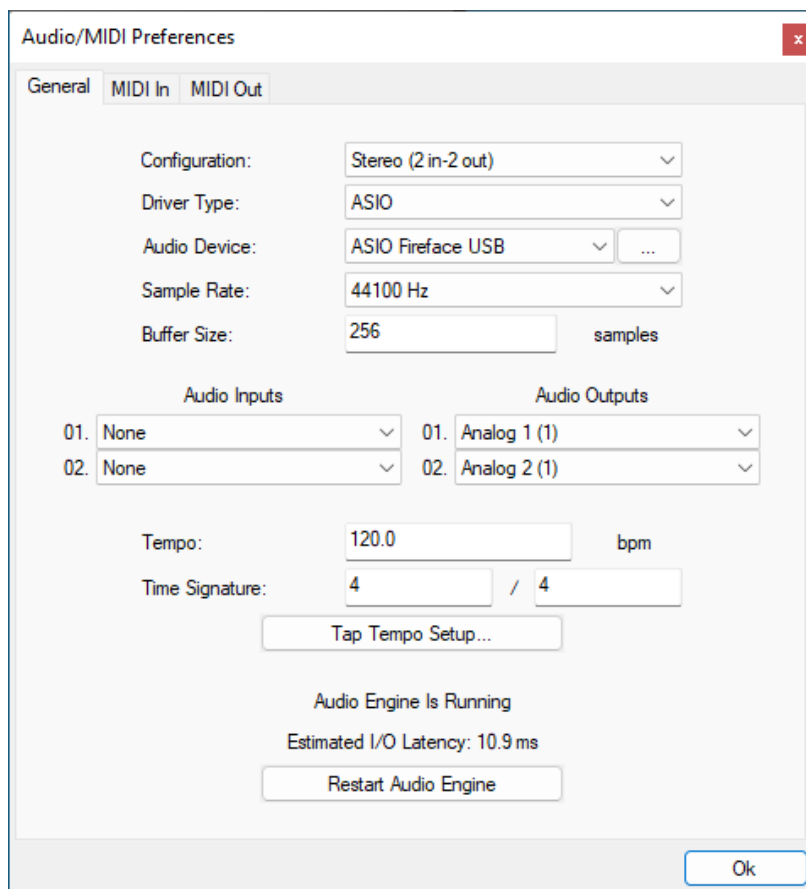 Audio/MIDI Preferences
x
General MIDI In MIDI Out
Configuration: Stereo (2 in-2 out)
Driver Type: ASIO
Audio Device: ASIO Fireface USB ...
Sample Rate: 44100 Hz
Buffer Size: 256 samples
Audio Inputs Audio Outputs
01. None 01. Analog 1 (1)
02. None 02. Analog 2 (1)
Tempo: 120.0 bpm
Time Signature: 4 / 4
Tap Tempo Setup...
Audio Engine Is Running
Estimated I/O Latency: 10.9 ms
Restart Audio Engine
Ok